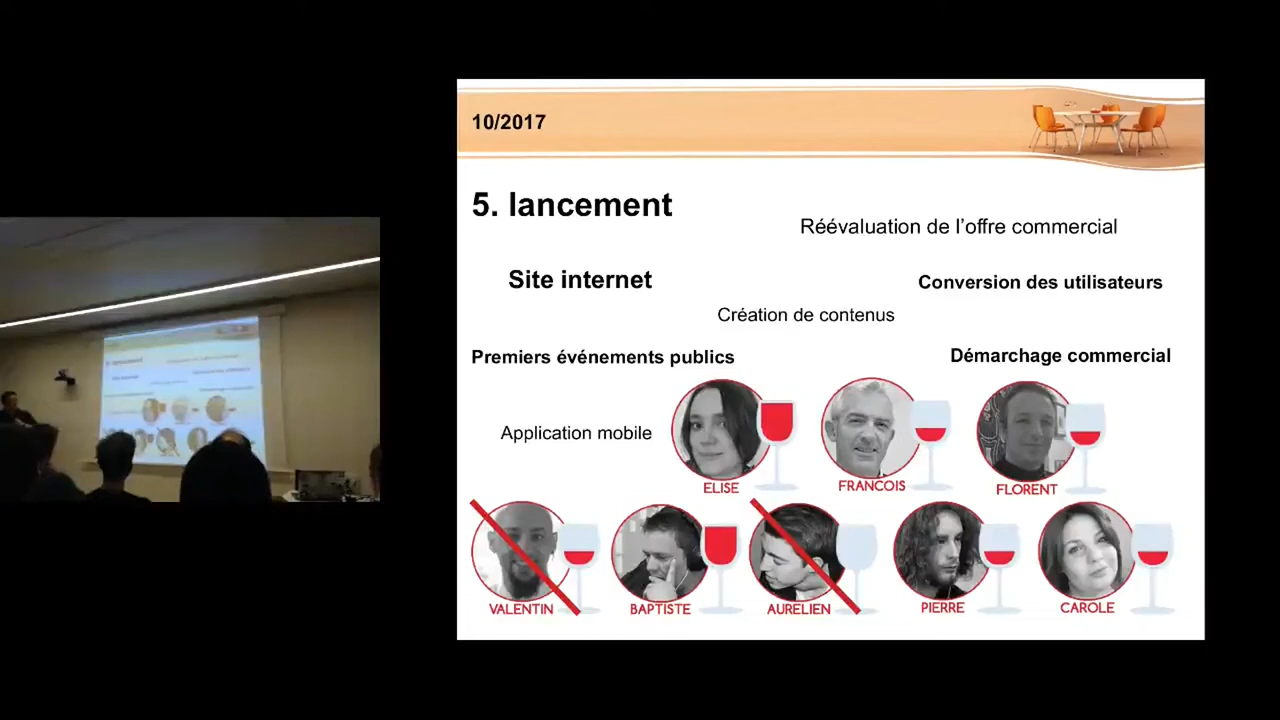 10/2017
5. lancement
Réévaluation de l'offre commercial
Site internet
Conversion des utilisateurs
Création de contenus
Premiers événements publics
Démarchage commercial
Application mobile
ELISE
FRANCOIS
FLORENT
VALENTIN
BAPTISTE
AURELIEN
PIERRE
CAROLE